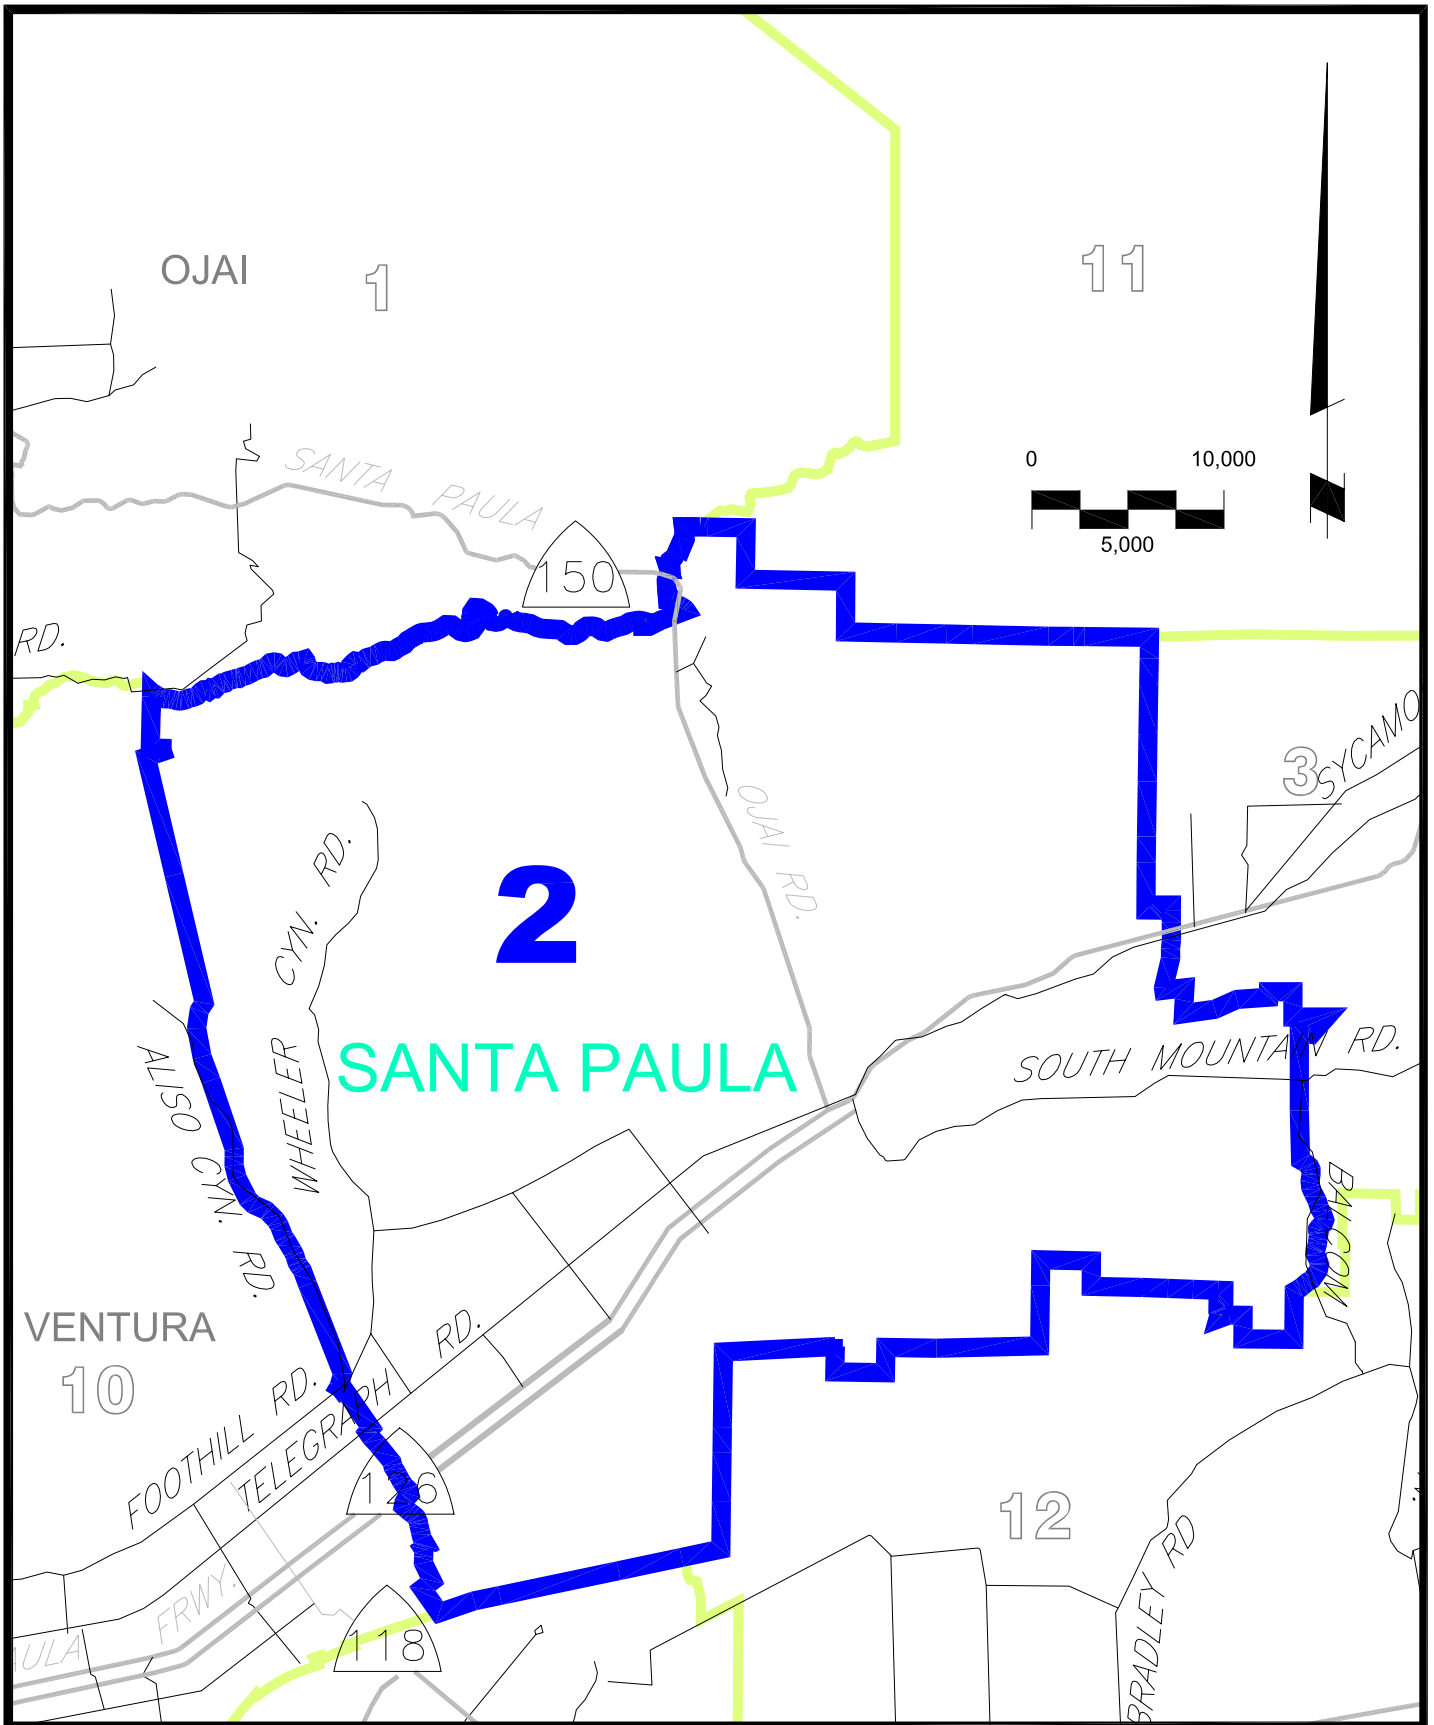 OJAI
1
11
0
10,000
5,000
SANTA PAULA
150
RD.
3
SYCAMO
OJAI RD.
WHEELER CYN. RD.
2
SANTA PAULA
SOUTH MOUNTAIN RD.
ALISO CYN. RD.
BALCOM
VENTURA
10
FOOTHILL RD.
TELEGRAPH RD.
126
12
BRADLEY RD
118
AULA FRWY.